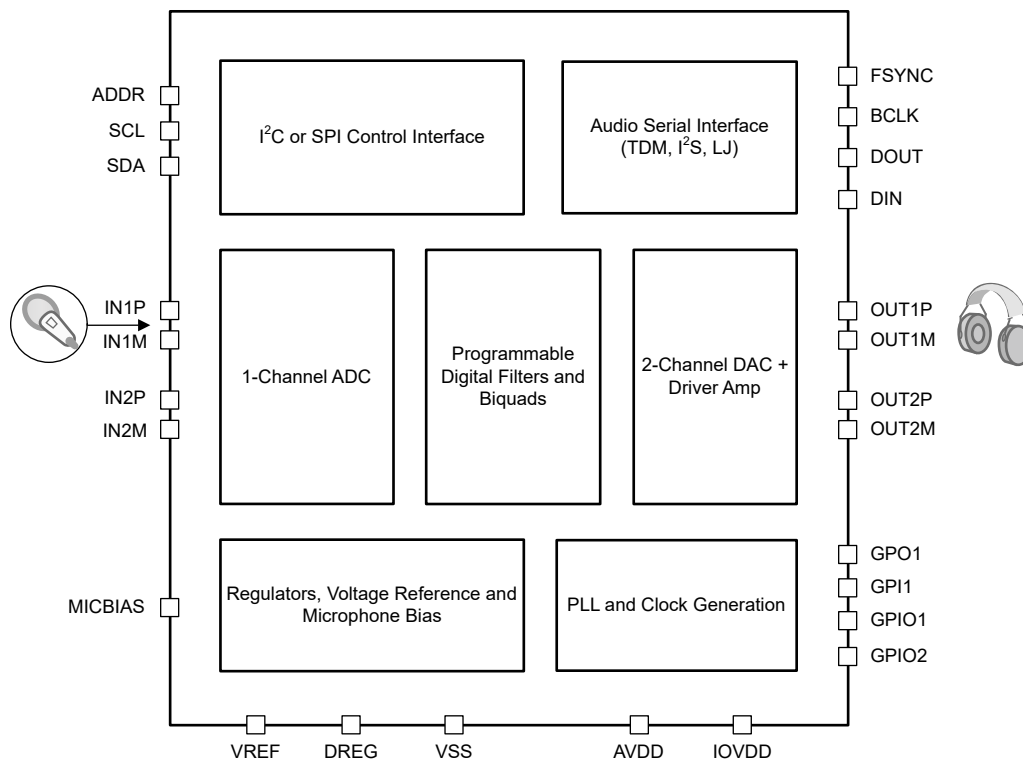 ADDR
SCL
SDA
I²C or SPI Control Interface
Audio Serial Interface
(TDM, I²S, LJ)
FSYNC
BCLK
DOUT
DIN
IN1P
IN1M
IN2P
IN2M
1-Channel ADC
Programmable
Digital Filters and
Biquads
2-Channel DAC +
Driver Amp
OUT1P
OUT1M
OUT2P
OUT2M
MICBIAS
Regulators, Voltage Reference and
Microphone Bias
PLL and Clock Generation
GPO1
GPI1
GPIO1
GPIO2
VREF
DREG
VSS
AVDD
IOVDD